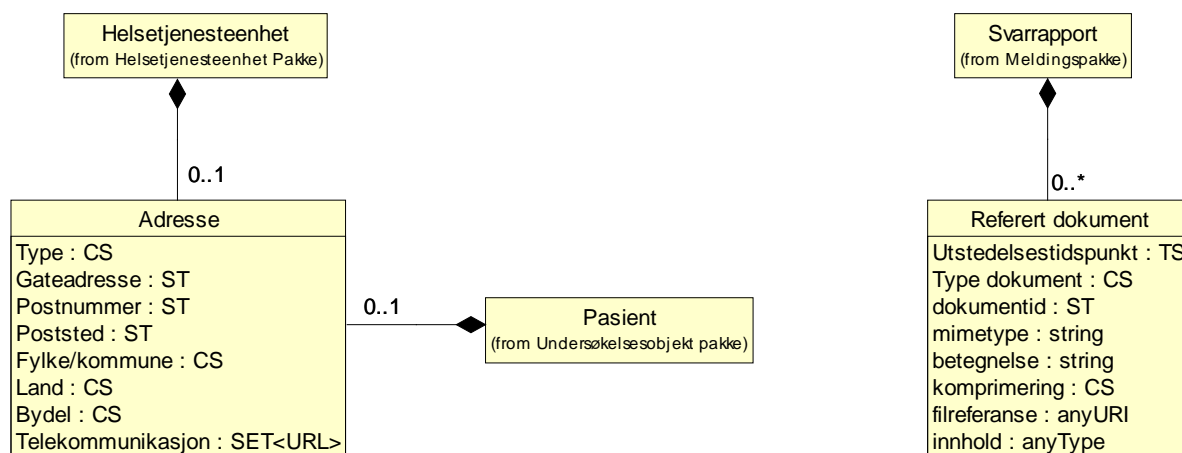 Helsetjenesteenhet
(from Helsetjenesteenhet Pakke)
0..1
Adresse
Type : CS
Gateadresse : ST
Postnummer : ST
Poststed : ST
Fylke/kommune : CS
Land : CS
Bydel : CS
Telekommunikasjon : SET<URL>
0..1
Pasient
(from Undersøkelsesobjekt pakke)
Svarrapport
(from Meldingspakke)
0..*
Referert dokument
Utstedelsestidspunkt : TS
Type dokument : CS
dokumentid : ST
mimetype : string
betegnelse : string
komprimering : CS
filreferanse : anyURI
innhold : anyType